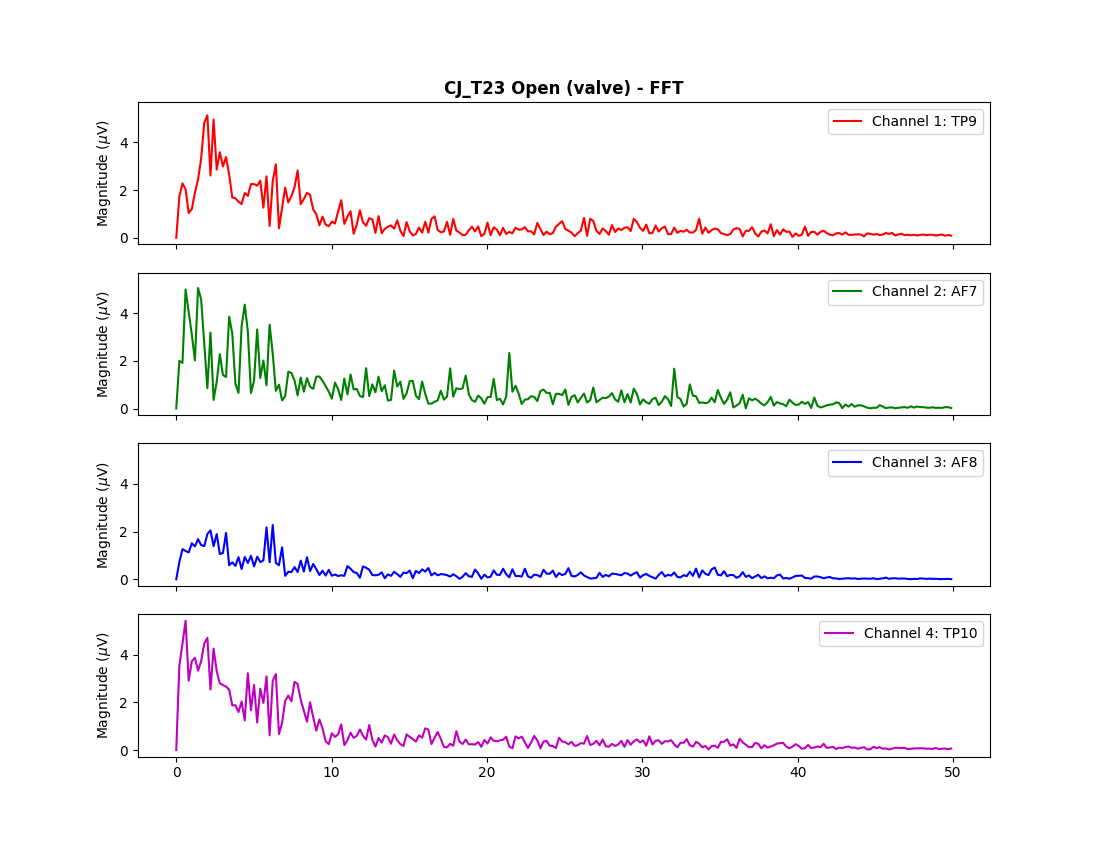 CJ_T23 Open (valve) - FFT
Magnitude (μV)
4
2
0
Channel 1: TP9
Magnitude (μV)
4
2
0
Channel 2: AF7
Magnitude (μV)
4
2
0
Channel 3: AF8
Magnitude (μV)
4
2
0
Channel 4: TP10
0 10 20 30 40 50